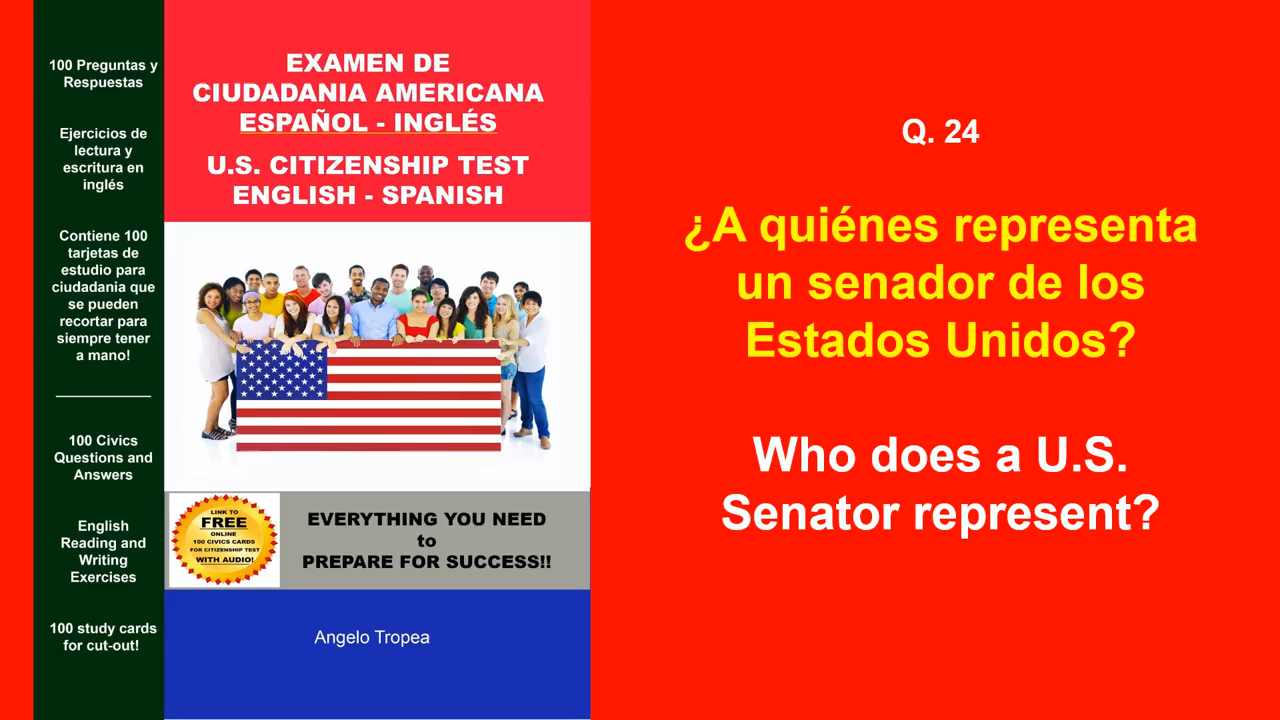 100 Preguntas y
Respuestas
Ejercicios de
lectura y
escritura en
inglés
Contiene 100
tarjetas de
estudio para
ciudadania que
se pueden
recortar para
siempre tener
a mano!
100 Civics
Questions and
Answers
English
Reading and
Writing
Exercises
100 study cards
for cut-out!
EXAMEN DE
CIUDADANIA AMERICANA
ESPAÑOL - INGLÉS
U.S. CITIZENSHIP TEST
ENGLISH - SPANISH
LINK TO
FREE
ONLINE
100 CIVICS CARDS
FOR CITIZENSHIP TEST
WITH AUDIO!
EVERYTHING YOU NEED
to
PREPARE FOR SUCCESS!!
Angelo Tropea
Q. 24
¿A quiénes representa
un senador de los
Estados Unidos?
Who does a U.S.
Senator represent?